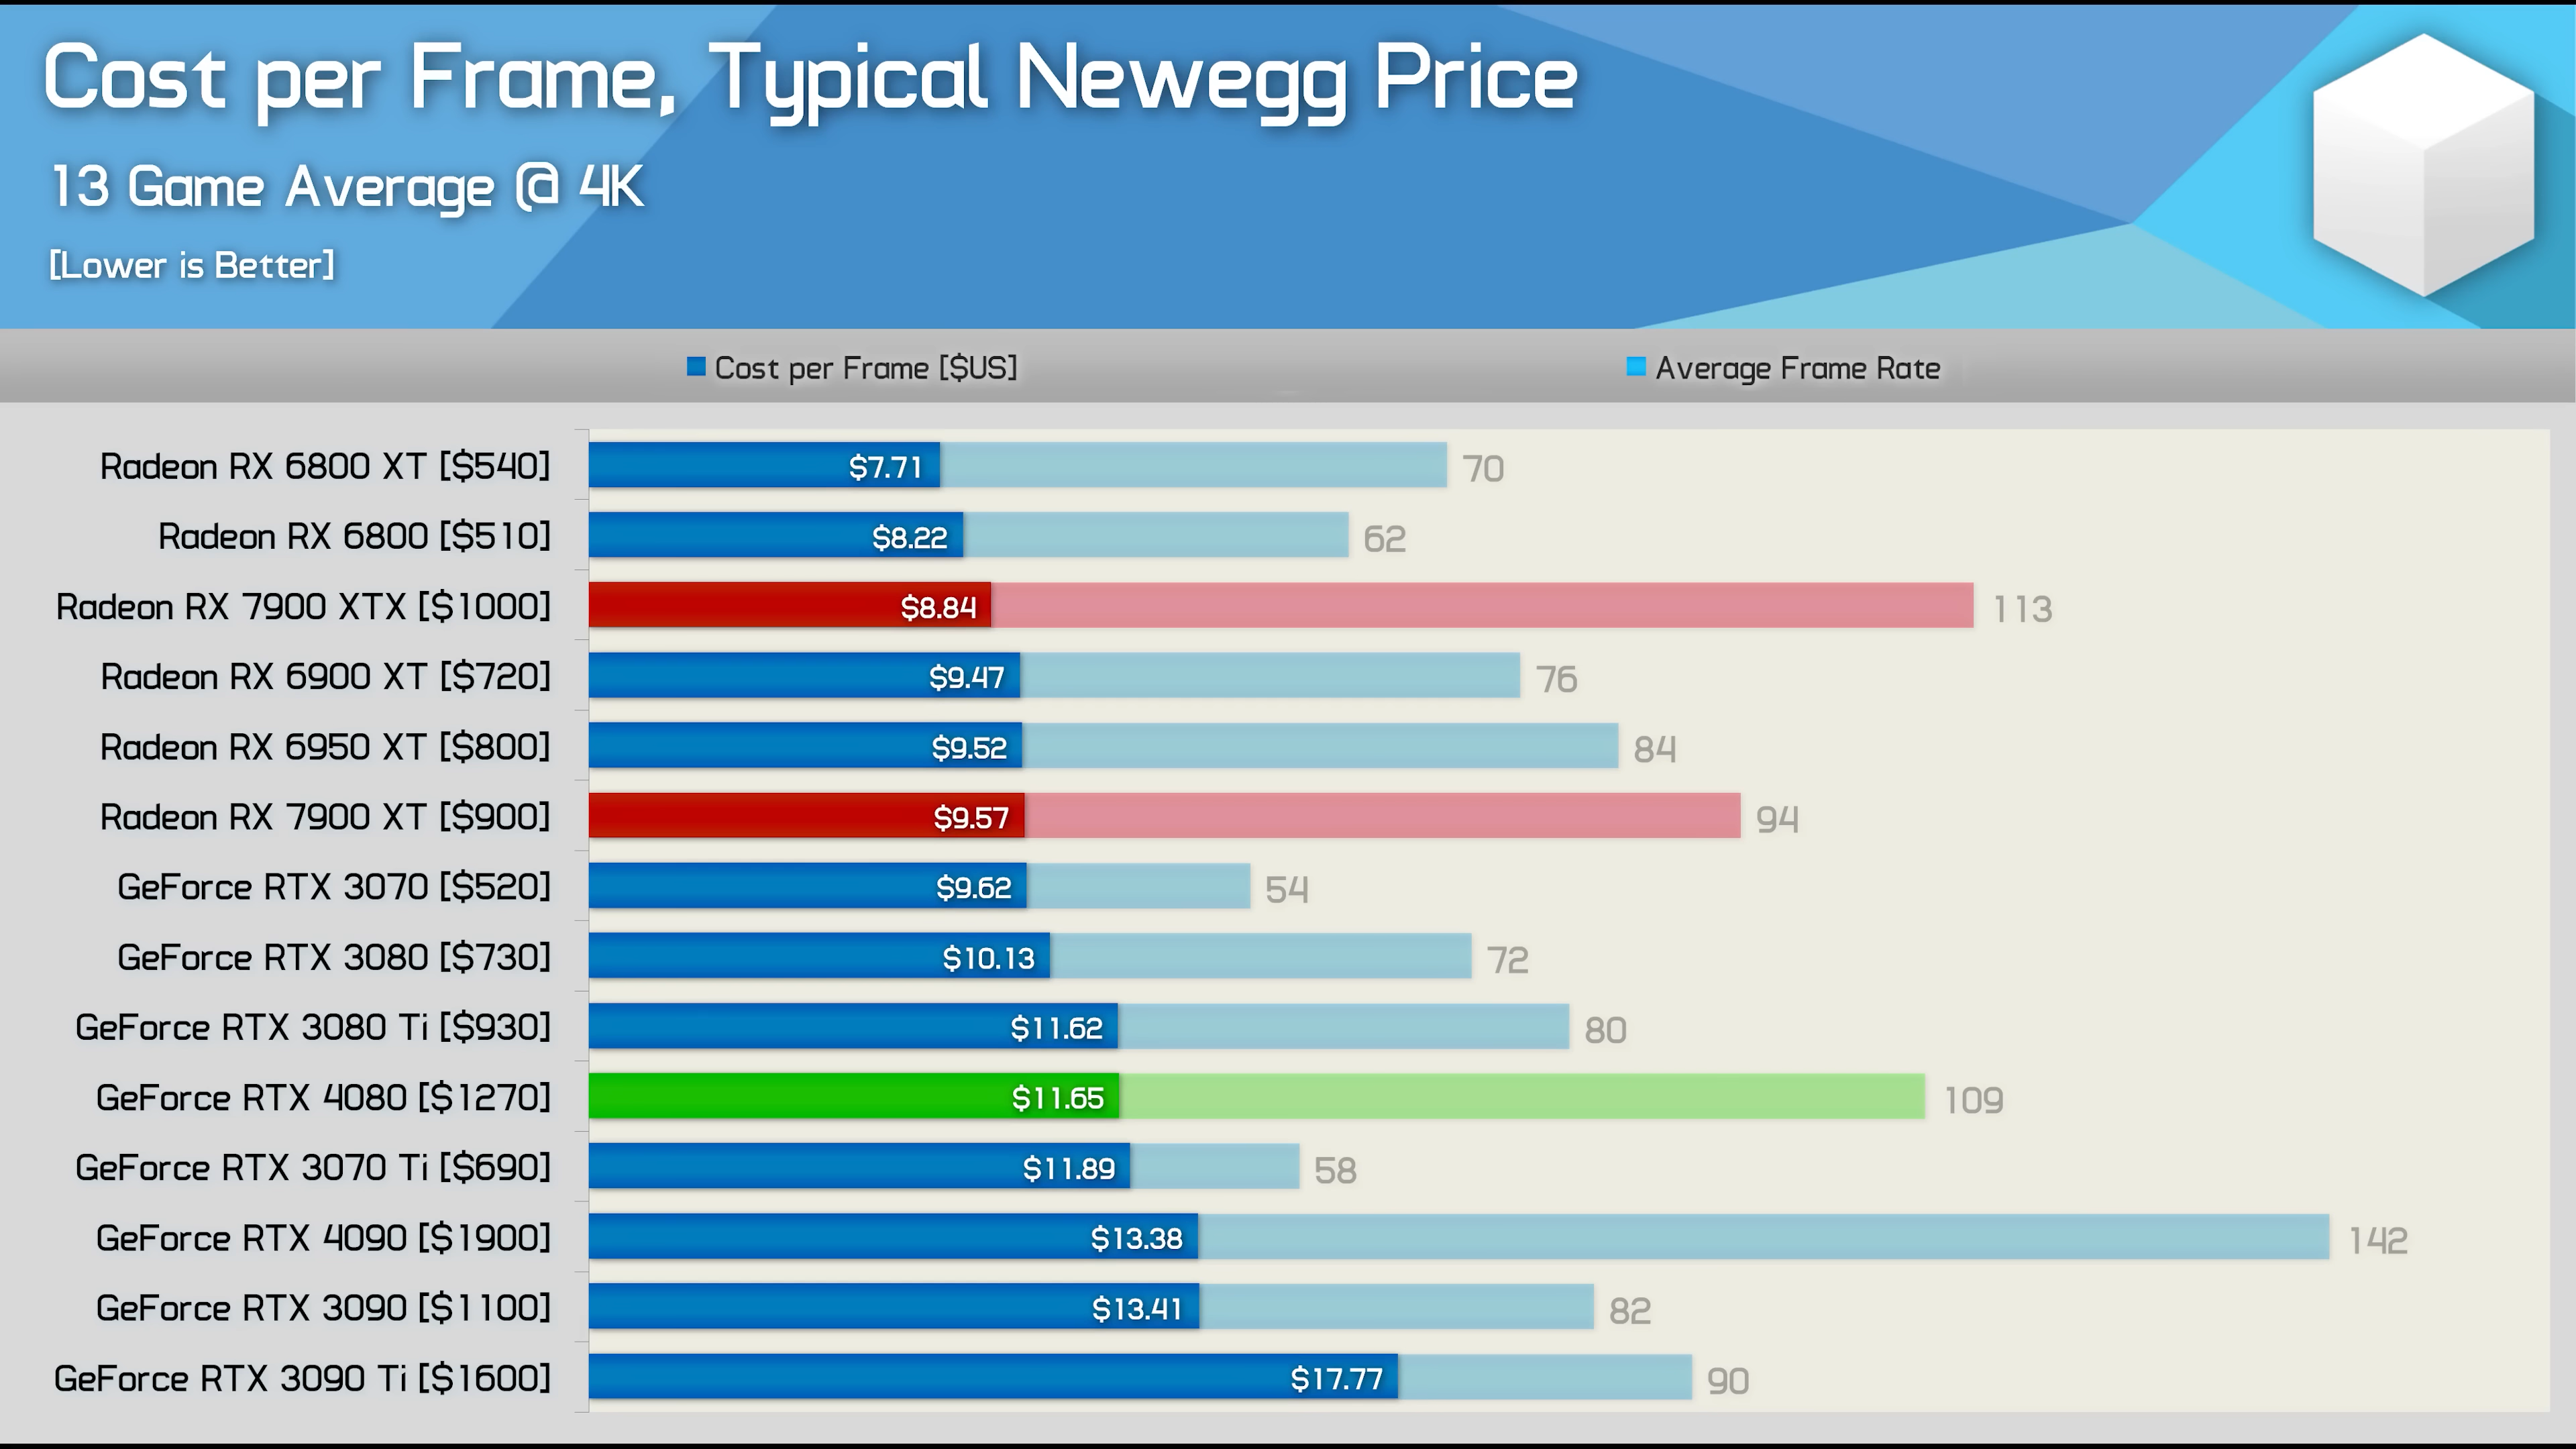 Cost per Frame, Typical Newegg Price
13 Game Average @ 4K
[Lower is Better]
Cost per Frame [$US] Average Frame Rate
Radeon RX 6800 XT [$540] $7.71 70
Radeon RX 6800 [$510] $8.22 62
Radeon RX 7900 XTX [$1000] $8.84 113
Radeon RX 6900 XT [$720] $9.47 76
Radeon RX 6950 XT [$800] $9.52 84
Radeon RX 7900 XT [$900] $9.57 94
GeForce RTX 3070 [$520] $9.62 54
GeForce RTX 3080 [$730] $10.13 72
GeForce RTX 3080 Ti [$930] $11.62 80
GeForce RTX 4080 [$1270] $11.65 109
GeForce RTX 3070 Ti [$690] $11.89 58
GeForce RTX 4090 [$1900] $13.38 142
GeForce RTX 3090 [$1100] $13.41 82
GeForce RTX 3090 Ti [$1600] $17.77 90